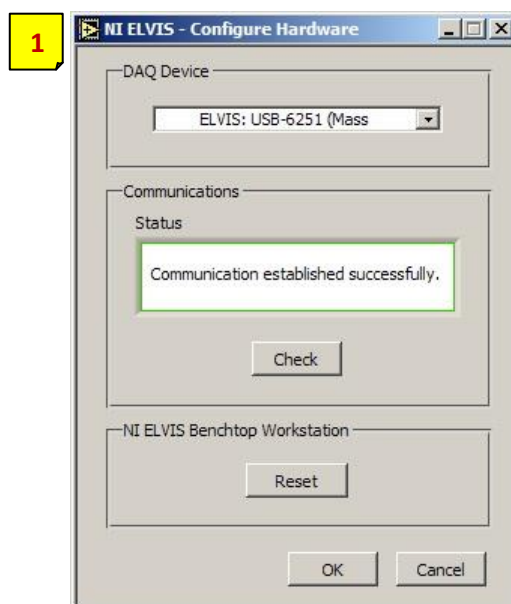 1
NI ELVIS - Configure Hardware
DAQ Device
ELVIS: USB-6251 (Mass
Communications
Status
Communication established successfully.
Check
NI ELVIS Benchtop Workstation
Reset
OK
Cancel